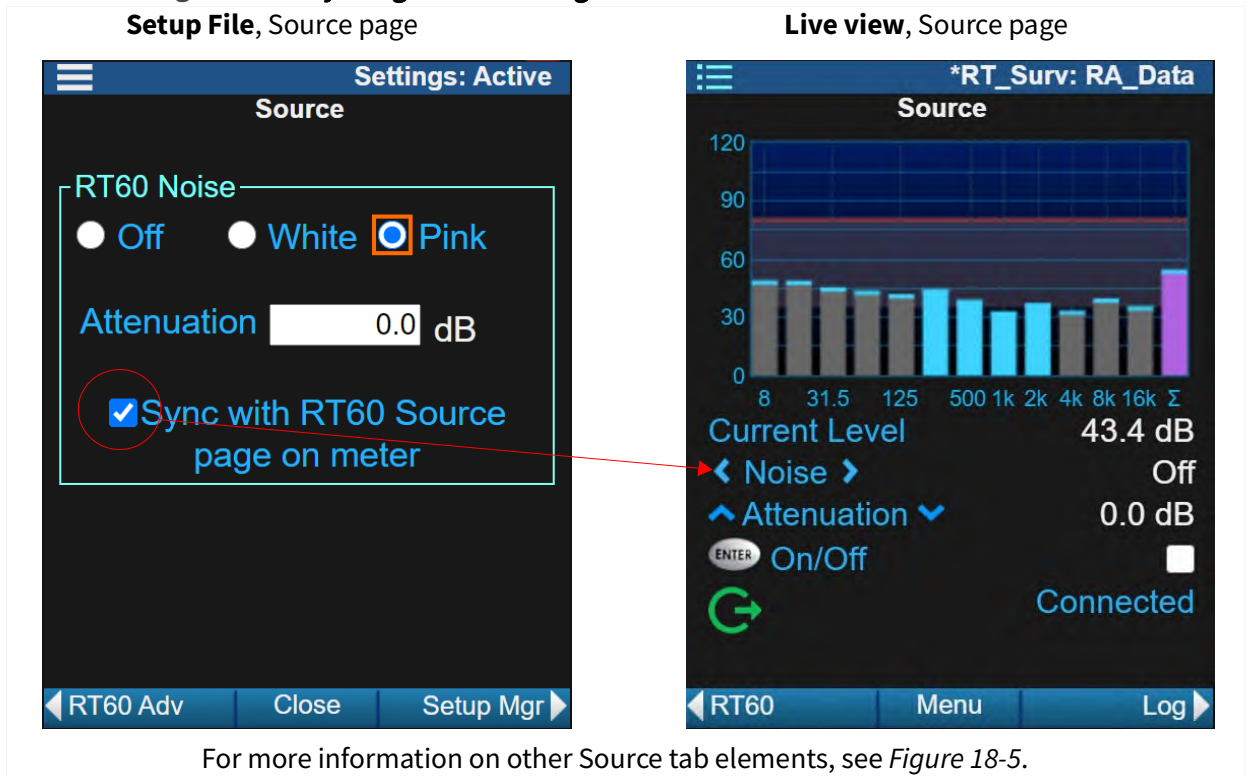 Setup File, Source page
Settings: Active
Source
RT60 Noise
Off White Pink
Attenuation 0.0 dB
Sync with RT60 Source
page on meter
RT60 Adv Close Setup Mgr
Live view, Source page
*RT_Surv: RA_Data
Source
120
90
60
30
0
8 31.5 125 500 1k 2k 4k 8k 16k Σ
Current Level 43.4 dB
Noise Off
Attenuation 0.0 dB
ENTER On/Off
Connected
RT60 Menu Log
For more information on other Source tab elements, see Figure 18-5.